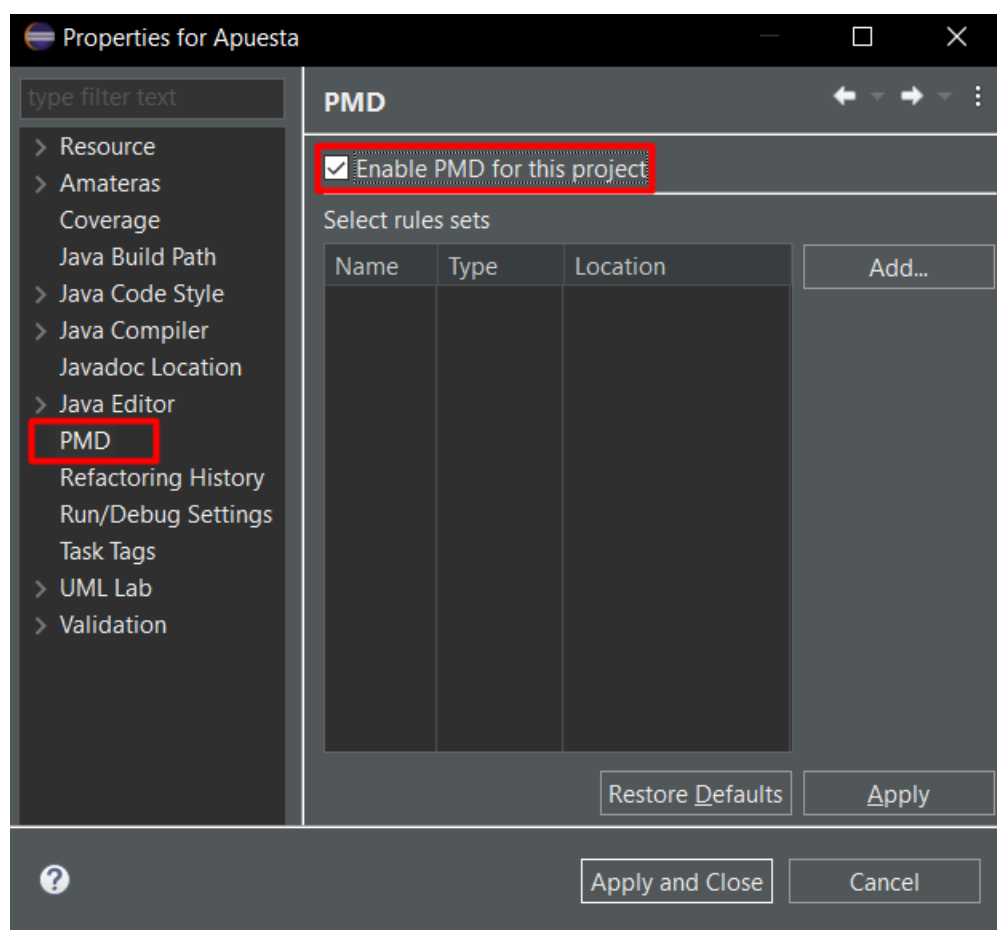 Properties for Apuesta
type filter text
PMD
Resource
Amateras
Coverage
Java Build Path
Java Code Style
Java Compiler
Javadoc Location
Java Editor
PMD
Refactoring History
Run/Debug Settings
Task Tags
UML Lab
Validation
Enable PMD for this project
Select rules sets
Name Type Location
Add...
Restore Defaults Apply
? Apply and Close Cancel